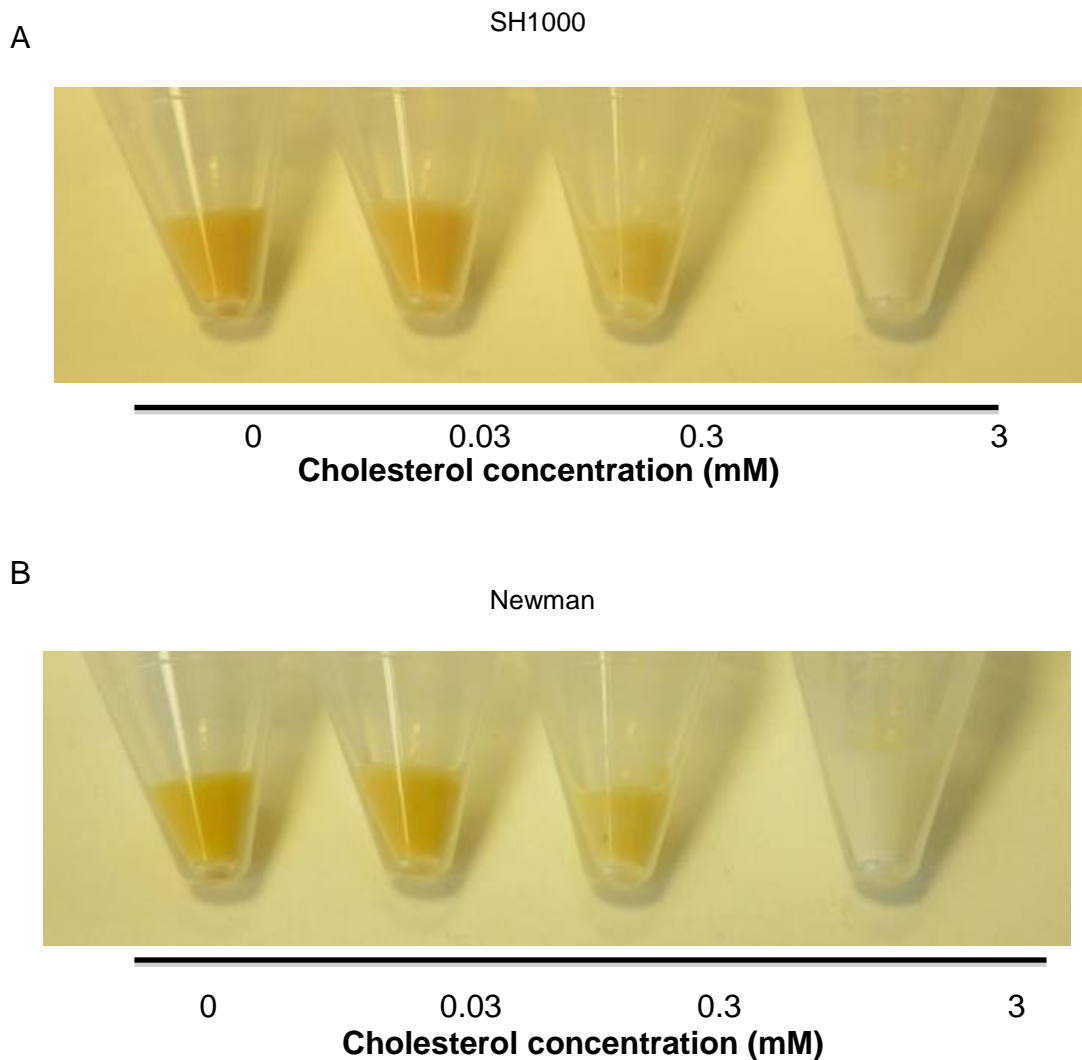 A
SH1000
0 0.03 0.3 3
Cholesterol concentration (mM)
B
Newman
0 0.03 0.3 3
Cholesterol concentration (mM)